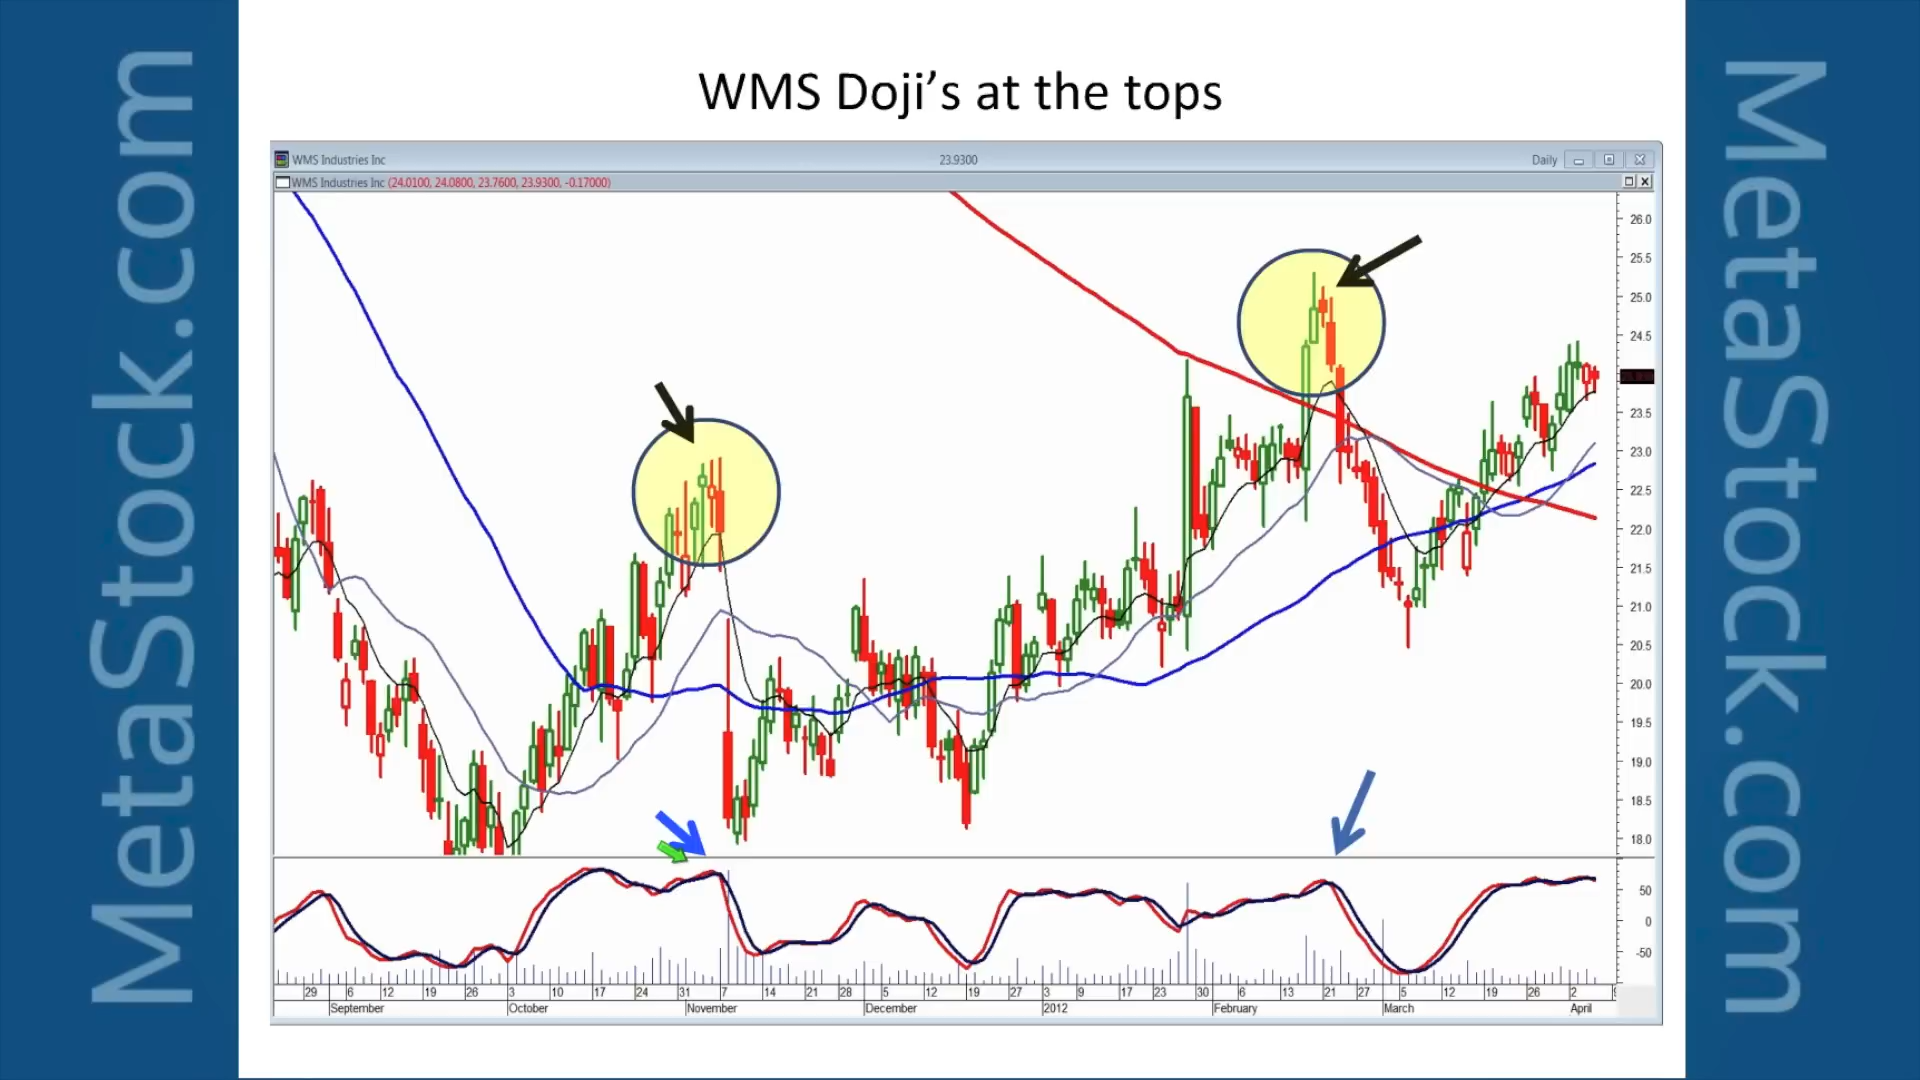 MetaStock.com
WMS Doji's at the tops
WMS Industries Inc 23.9300 Daily
WMS Industries Inc (24.0100, 24.0800, 23.7600, 23.9300, -0.17000)
26.0
25.5
25.0
24.5
23.5
23.0
22.5
22.0
21.5
21.0
20.5
20.0
19.5
19.0
18.5
18.0
50
0
-50
29 6 12 19 26 3 10 17 24 31 7 14 21 28 5 12 19 27 3 9 17 23 30 6 13 21 27 5 12 19 26 2
September October November December 2012 February March April
MetaStock.com